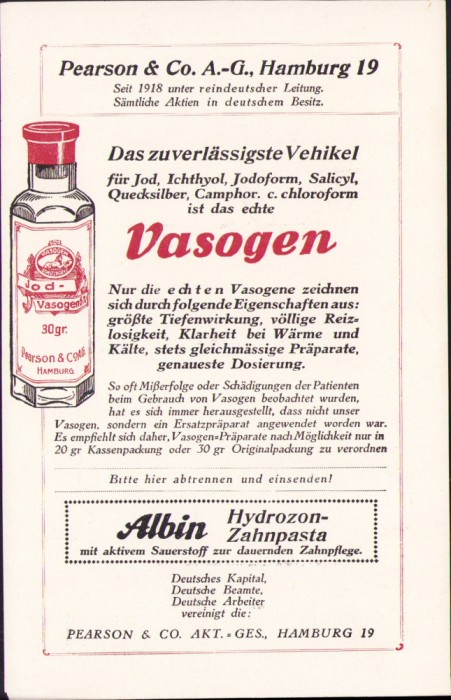 Pearson & Co. A.-G., Hamburg 19
Seit 1918 unter reindeutscher Leitung.
Sämtliche Aktien in deutschem Besitz.
Das zuverlässigste Vehikel
für Jod, Ichthyol, Jodoform, Salicyl,
Quecksilber, Camphor. c. chloroform
ist das echte
Vasogen
Jod-
Vasogen
30gr.
Pearson & Co
HAMBURG
Nur die echten Vasogene zeichnen
sich durch folgende Eigenschaften aus:
größte Tiefenwirkung, völlige Reiz=
losigkeit, Klarheit bei Wärme und
Kälte, stets gleichmässige Präparate,
genaueste Dosierung.
So oft Mißerfolge oder Schädigungen der Patienten
beim Gebrauch von Vasogen beobachtet wurden,
hat es sich immer herausgestellt, dass nicht unser
Vasogen, sondern ein Ersatzpräparat angewendet worden war.
Es empfiehlt sich daher, Vasogen=Präparate nach Möglichkeit nur in
20 gr Kassenpackung oder 30 gr Originalpackung zu verordnen
Bitte hier abtrennen und einsenden!
Albin Hydrozon-
Zahnpasta
mit aktivem Sauerstoff zur dauernden Zahnpflege.
Deutsches Kapital,
Deutsche Beamte,
Deutsche Arbeiter
vereinigt die:
PEARSON & CO. AKT.=GES., HAMBURG 19